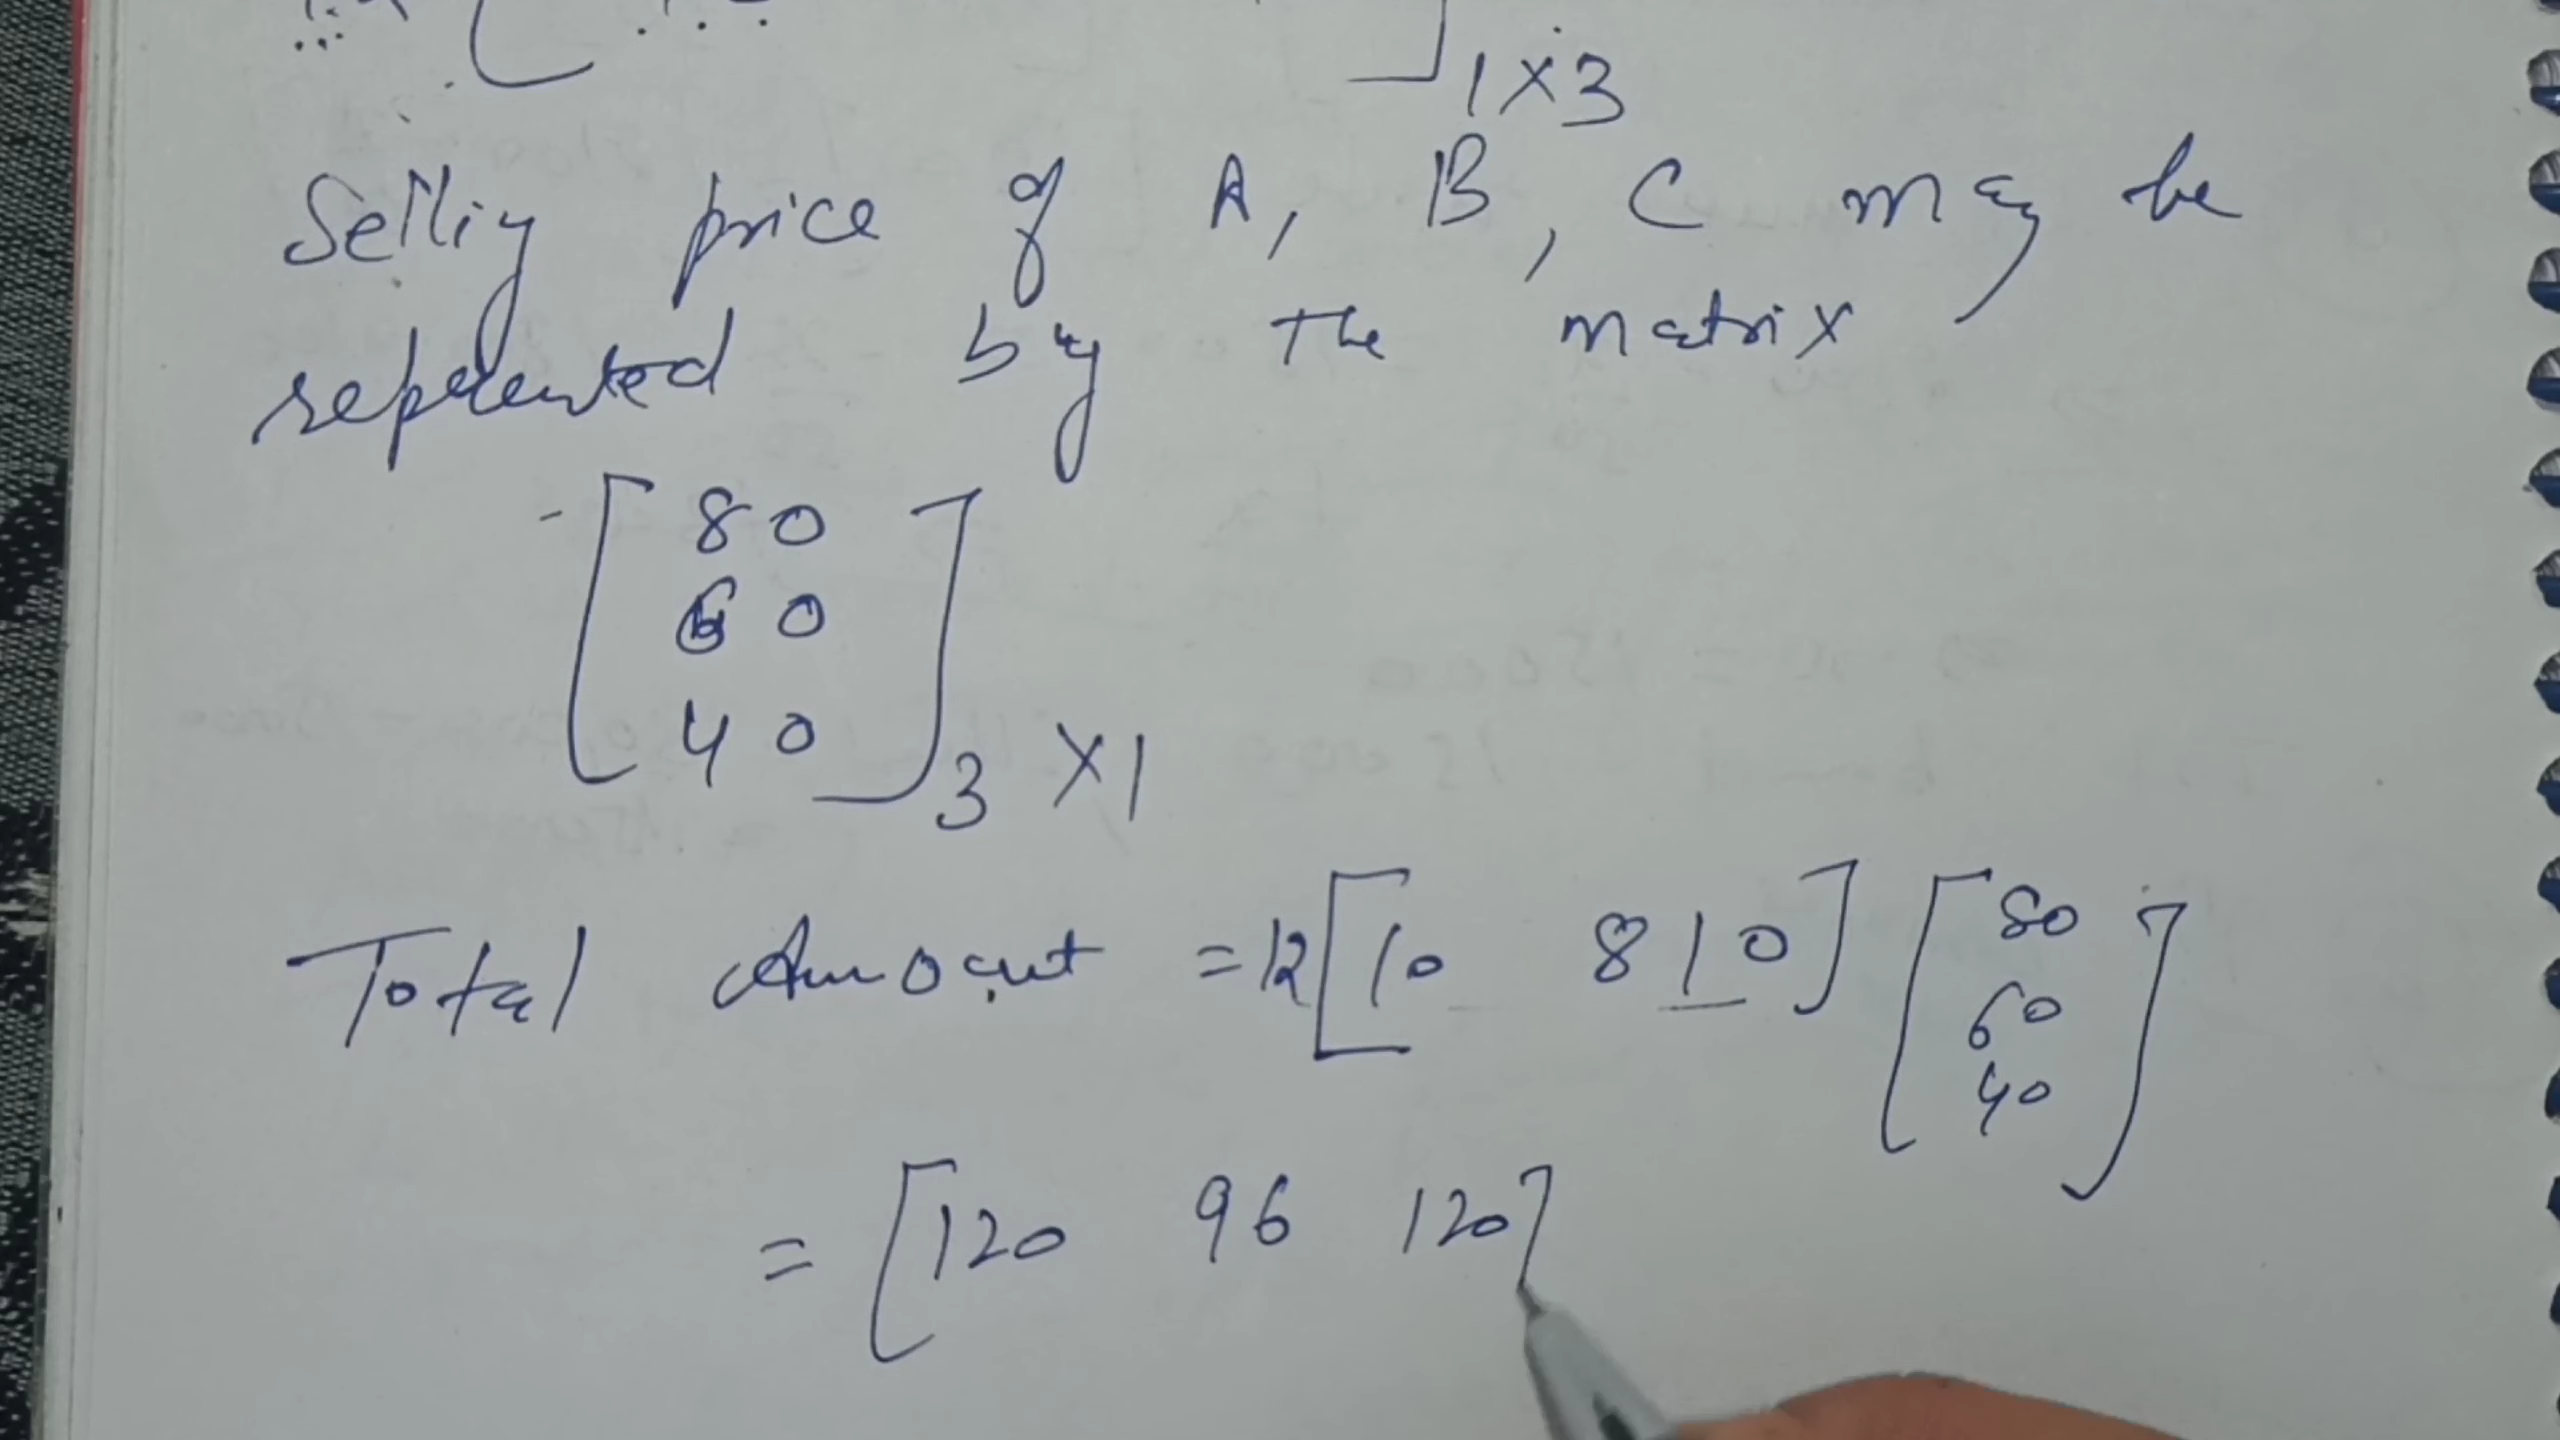 ]1×3
Selling price of A, B, C may be
represented by the matrix
[80
60
40]3×1
Total Amount = 12[10 8 10] [80
60
40]
= [120 96 120]